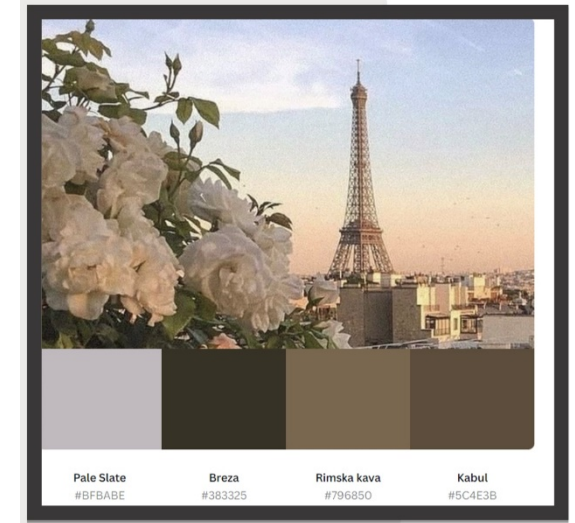 Pale Slate
#BFBABE
Breza
#383325
Rimska kava
#796850
Kabul
#5C4E3B